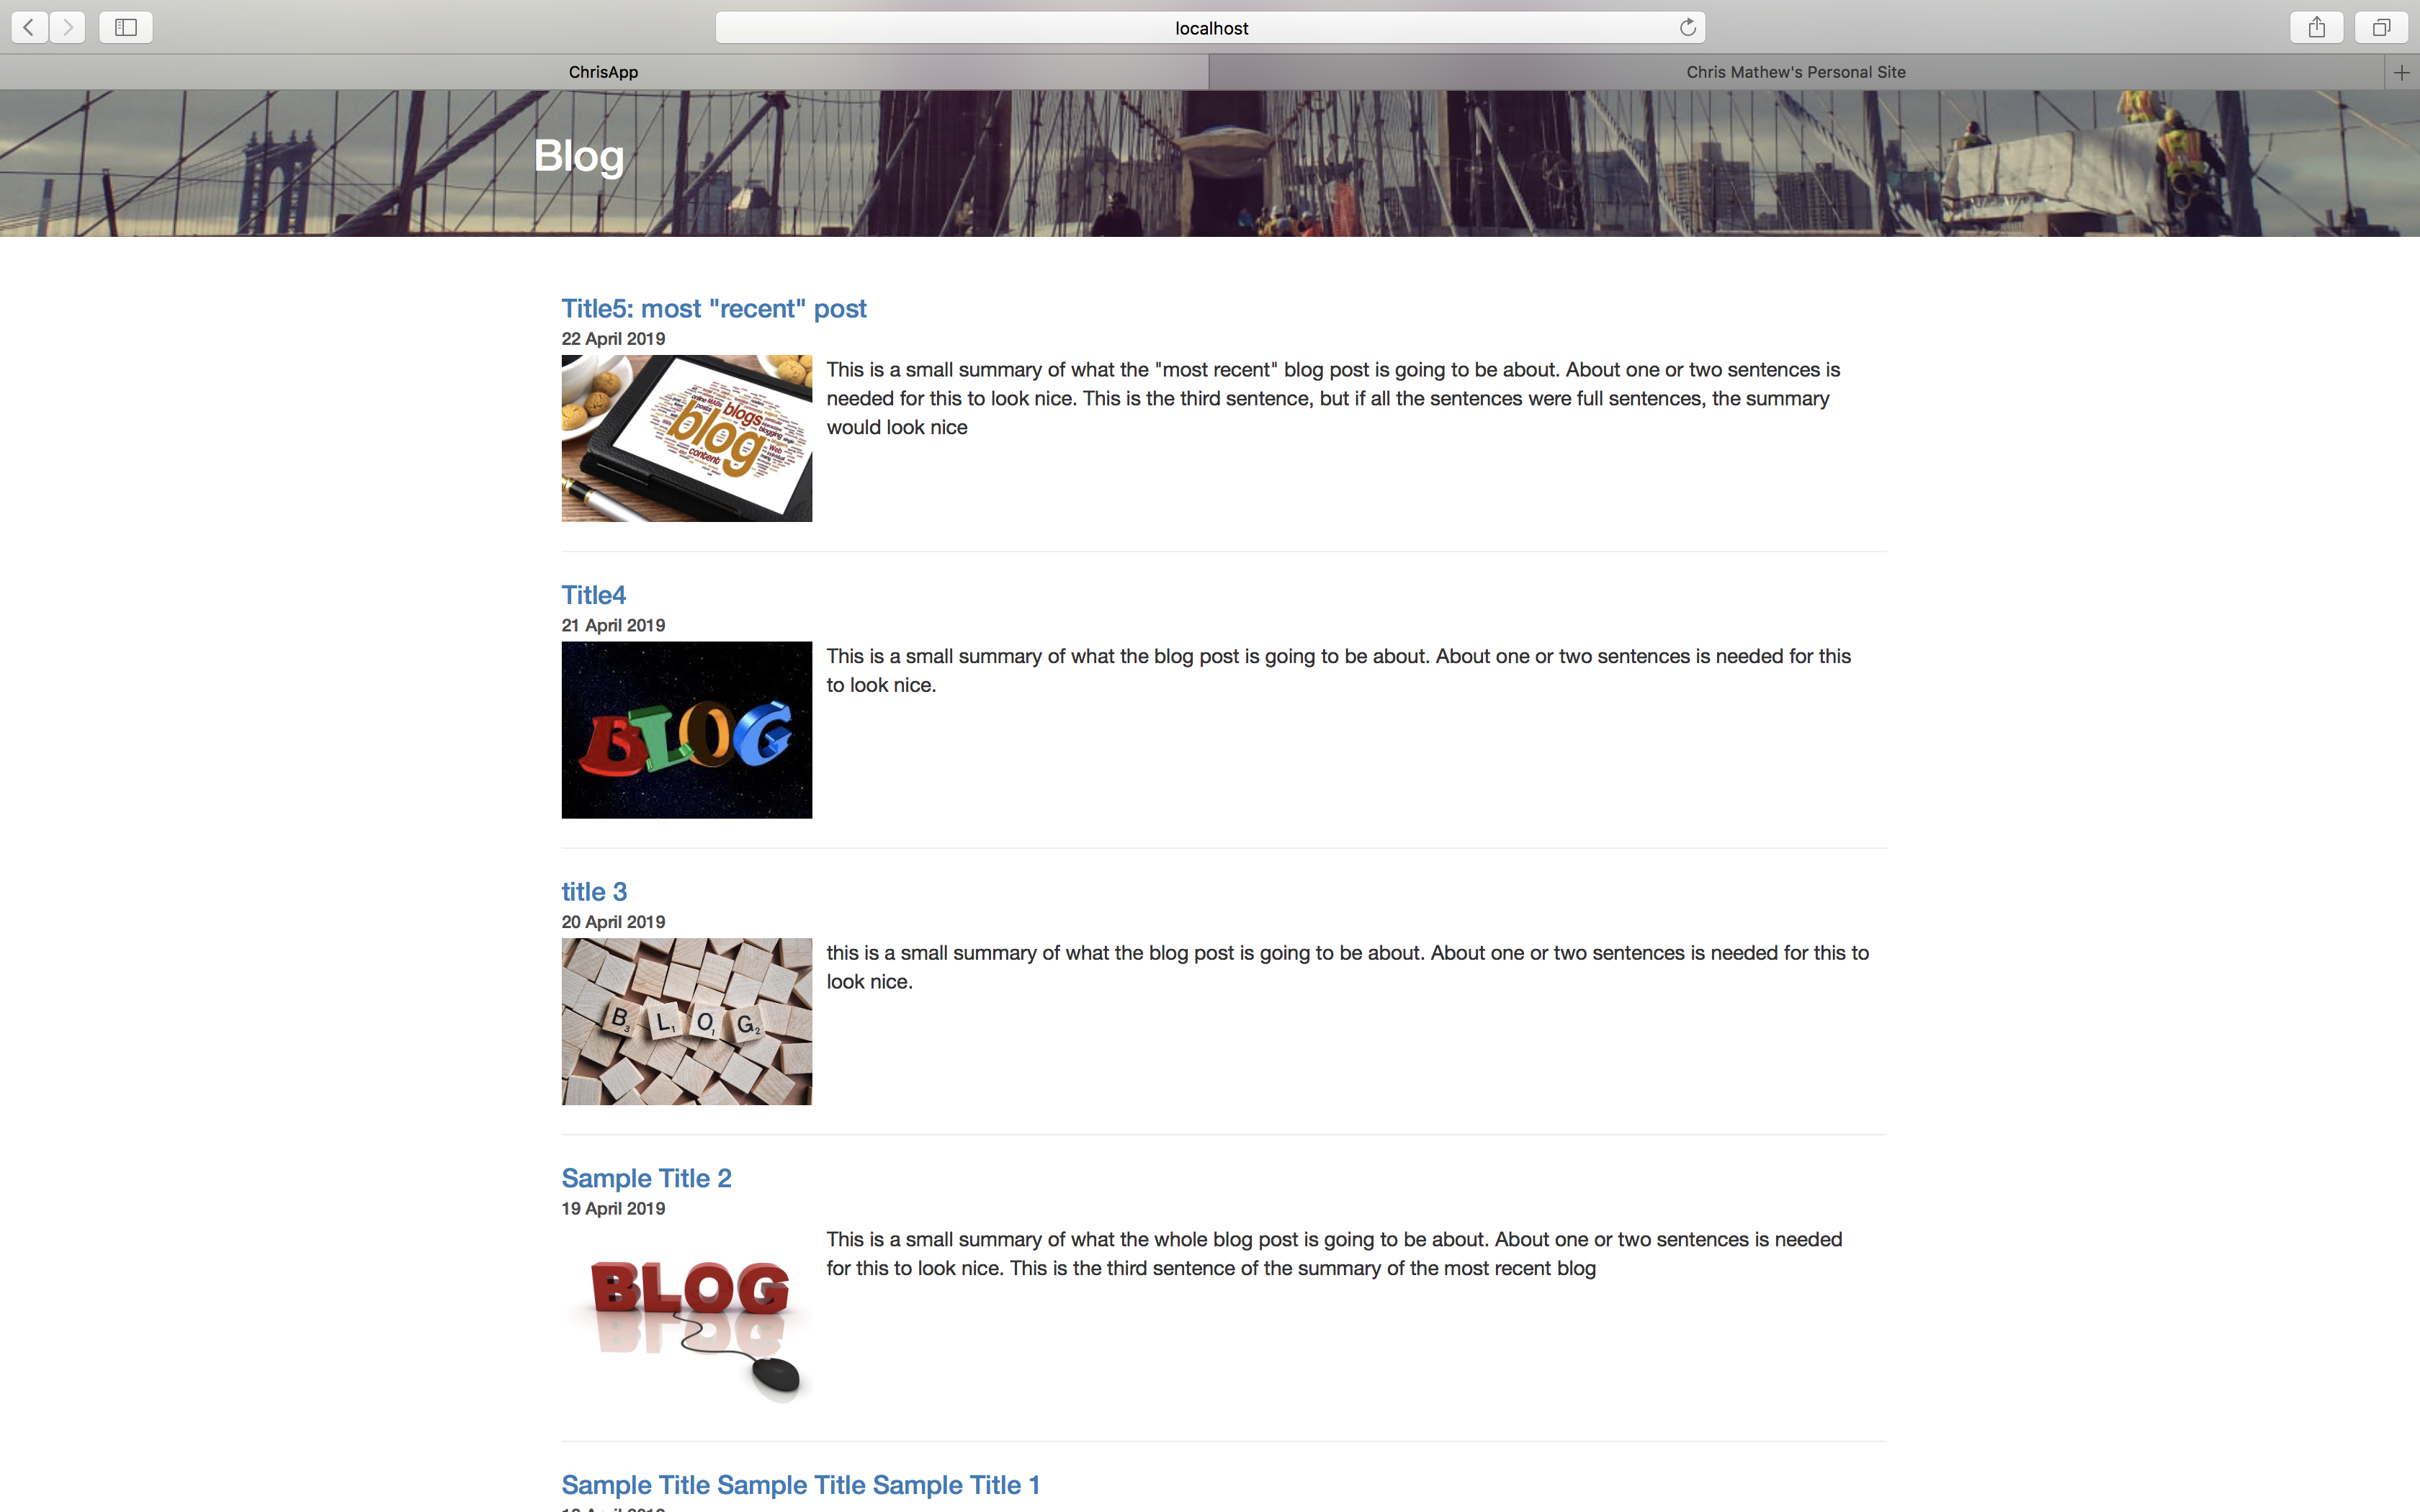 localhost
ChrisApp
Chris Mathew's Personal Site
Blog
Title5: most "recent" post
22 April 2019
This is a small summary of what the "most recent" blog post is going to be about. About one or two sentences is
needed for this to look nice. This is the third sentence, but if all the sentences were full sentences, the summary
would look nice
blogs
blog
content
Title4
21 April 2019
This is a small summary of what the blog post is going to be about. About one or two sentences is needed for this
to look nice.
BLOG
title 3
20 April 2019
this is a small summary of what the blog post is going to be about. About one or two sentences is needed for this to
look nice.
B3 L1 O1 G2
Sample Title 2
19 April 2019
This is a small summary of what the whole blog post is going to be about. About one or two sentences is needed
for this to look nice. This is the third sentence of the summary of the most recent blog
BLOG
Sample Title Sample Title Sample Title 1